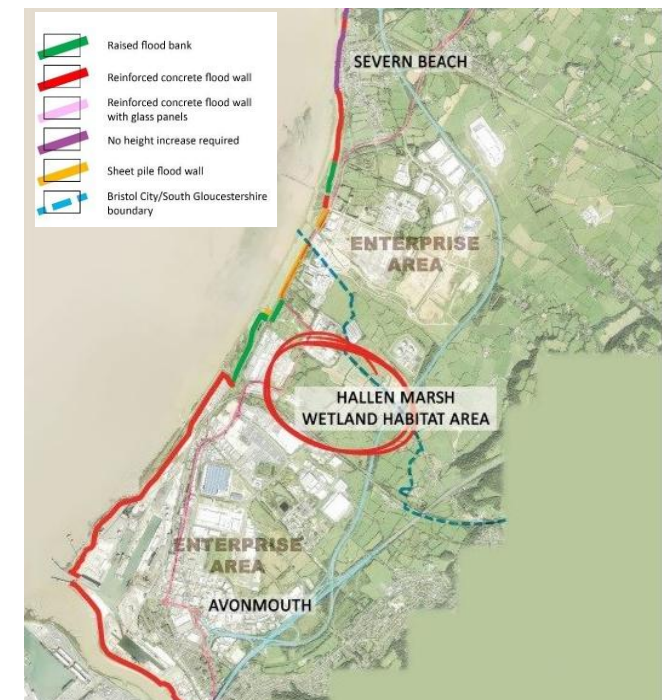 Raised flood bank
Reinforced concrete flood wall
Reinforced concrete flood wall
with glass panels
No height increase required
Sheet pile flood wall
Bristol City/South Gloucestershire
boundary
SEVERN BEACH
ENTERPRISE
AREA
HALLEN MARSH
WETLAND HABITAT AREA
ENTERPRISE
AREA
AVONMOUTH